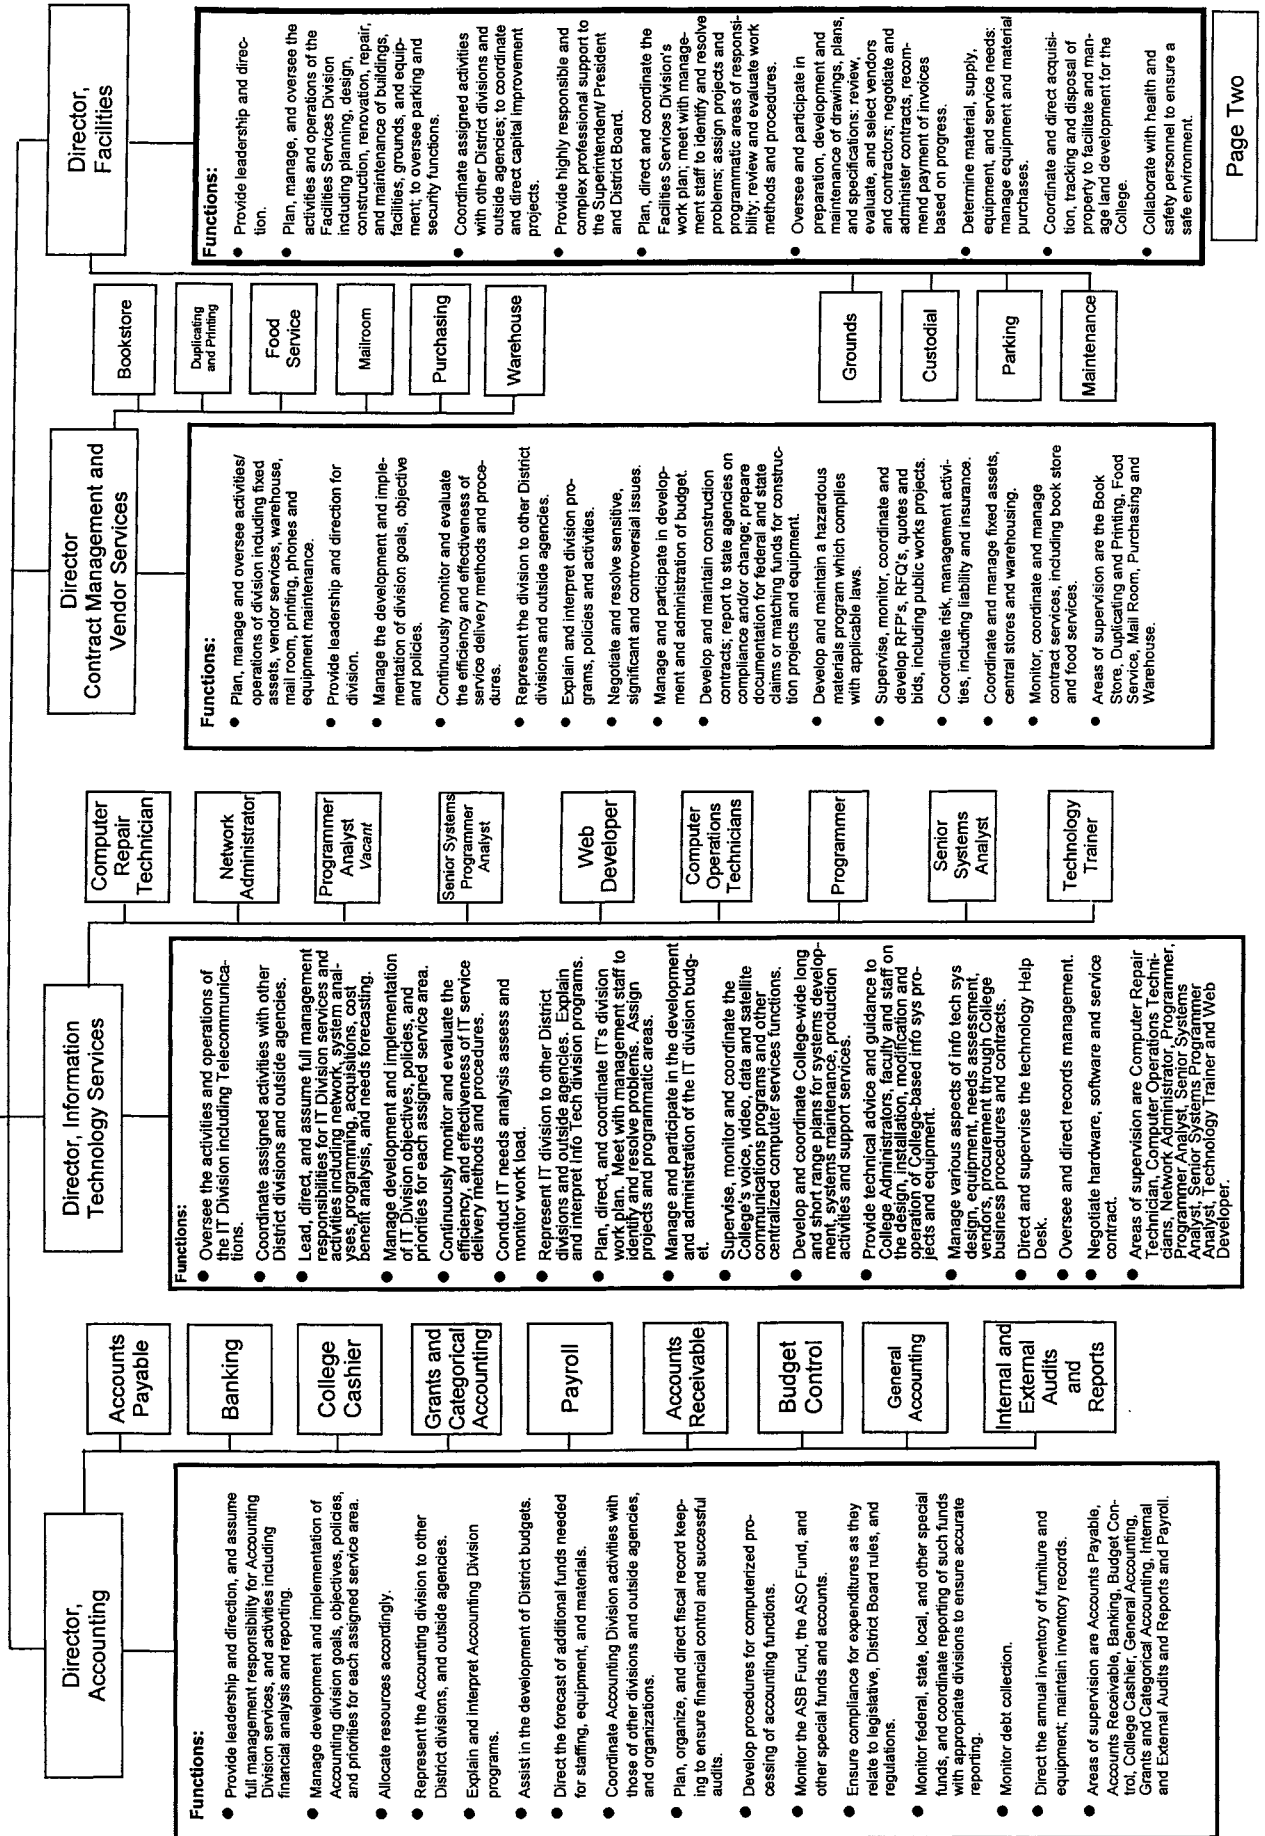 Director,
Accounting
Functions:
● Provide leadership and direction, and assume
full management responsibility for Accounting
Division services, and activities including
financial analysis and reporting.
● Manage development and implementation of
Accounting division goals, objectives, policies,
and priorities for each assigned service area.
● Allocate resources accordingly.
● Represent the Accounting division to other
District divisions, and outside agencies.
● Explain and interpret Accounting Division
programs.
● Assist in the development of District budgets.
● Direct the forecast of additional funds needed
for staffing, equipment, and materials.
● Coordinate Accounting Division activities with
those of other divisions and outside agencies,
and organizations.
● Plan, organize, and direct fiscal record keep-
ing to ensure financial control and successful
audits.
● Develop procedures for computerized pro-
cessing of accounting functions.
● Monitor the ASB Fund, the ASO Fund, and
other special funds and accounts.
● Ensure compliance for expenditures as they
relate to legislative, District Board rules, and
regulations.
● Monitor federal, state, local, and other special
funds, and coordinate reporting of such funds
with appropriate divisions to ensure accurate
reporting.
● Monitor debt collection.
● Direct the annual inventory of furniture and
equipment; maintain inventory records.
● Areas of supervision are Accounts Payable,
Accounts Receivable, Banking, Budget Con-
trol, College Cashier, General Accounting,
Grants and Categorical Accounting, Internal
and External Audits and Reports and Payroll.
Accounts
Payable
Banking
College
Cashier
Grants and
Categorical
Accounting
Payroll
Accounts
Receivable
Budget
Control
General
Accounting
Internal and
External
Audits
and
Reports
Director, Information
Technology Services
Functions:
● Oversee the activities and operations of
the IT Division including Telecommunica-
tions.
● Coordinate assigned activities with other
District divisions and outside agencies.
● Lead, direct, and assume full management
responsibilities for IT Division services and
activities including network, system anal-
yses, programming, acquisitions, cost
benefit analysis, and needs forecasting.
● Manage development and implementation
of IT Division objectives, policies, and
priorities for each assigned service area.
● Continuously monitor and evaluate the
efficiency, and effectiveness of IT service
delivery methods and procedures.
● Conduct IT needs analysis assess and
monitor work load.
● Represent IT division to other District
divisions and outside agencies. Explain
and interpret Info Tech division programs.
● Plan, direct, and coordinate IT's division
work plan. Meet with management staff to
identify and resolve problems. Assign
projects and programmatic areas.
● Manage and participate in the development
and administration of the IT division budg-
et.
● Supervise, monitor and coordinate the
College's voice, video, data and satellite
communications programs and other
centralized computer services functions.
● Develop and coordinate College-wide long
and short range plans for systems develop-
ment, systems maintenance, production
activities and support services.
● Provide technical advice and guidance to
College Administrators, faculty and staff on
the design, installation, modification and
operation of College-based info sys pro-
jects and equipment.
● Manage various aspects of info tech sys
design, equipment, needs assessment,
vendors, procurement through College
business procedures and contracts.
● Direct and supervise the technology Help
Desk.
● Oversee and direct records management.
● Negotiate hardware, software and service
contract.
● Areas of supervision are Computer Repair
Technician, Computer Operations Techni-
cians, Network Administrator, Programmer,
Programmer Analyst, Senior Systems
Analyst, Senior Systems Programmer
Analyst, Technology Trainer and Web
Developer.
Computer
Repair
Technician
Network
Administrator
Programmer
Analyst
Vacant
Senior Systems
Programmer
Analyst
Web
Developer
Computer
Operations
Technicians
Programmer
Senior
Systems
Analyst
Technology
Trainer
Director
Contract Management and
Vendor Services
Functions:
● Plan, manage and oversee activities/
operations of division including fixed
assets, vendor services, warehouse,
mail room, printing, phones and
equipment maintenance.
● Provide leadership and direction for
division.
● Manage the development and imple-
mentation of division goals, objective
and policies.
● Continuously monitor and evaluate
the efficiency and effectiveness of
service delivery methods and proce-
dures.
● Represent the division to other District
divisions and outside agencies.
● Explain and interpret division pro-
grams, policies and activities.
● Negotiate and resolve sensitive,
significant and controversial issues.
● Manage and participate in develop-
ment and administration of budget.
● Develop and maintain construction
contracts; report to state agencies on
compliance and/or change; prepare
documentation for federal and state
claims or matching funds for construc-
tion projects and equipment.
● Develop and maintain a hazardous
materials program which complies
with applicable laws.
● Supervise, monitor, coordinate and
develop RFP's, RFQ's, quotes and
bids, including public works projects.
● Coordinate risk, management activi-
ties, including liability and insurance.
● Coordinate and manage fixed assets,
central stores and warehousing.
● Monitor, coordinate and manage
contract services, including book store
and food services.
● Areas of supervision are the Book
Store, Duplicating and Printing, Food
Service, Mail Room, Purchasing and
Warehouse.
Bookstore
Duplicating
and Printing
Food
Service
Mailroom
Purchasing
Warehouse
Director,
Facilities
Functions:
● Provide leadership and direc-
tion.
● Plan, manage, and oversee the
activities and operations of the
Facilities Services Division
including planning, design,
construction, renovation, repair,
and maintenance of buildings,
facilities, grounds, and equip-
ment; to oversee parking and
security functions.
● Coordinate assigned activities
with other District divisions and
outside agencies; to coordinate
and direct capital improvement
projects.
● Provide highly responsible and
complex professional support to
the Superintendent/ President
and District Board.
● Plan, direct and coordinate the
Facilities Services Division's
work plan; meet with manage-
ment staff to identify and resolve
problems; assign projects and
programmatic areas of responsi-
bility; review and evaluate work
methods and procedures.
● Oversee and participate in
preparation, development and
maintenance of drawings, plans,
and specifications; review,
evaluate, and select vendors
and contractors; negotiate and
administer contracts, recom-
mend payment of invoices
based on progress.
● Determine material, supply,
equipment, and service needs:
manage equipment and material
purchases.
● Coordinate and direct acquisi-
tion, tracking and disposal of
property to facilitate and man-
age land development for the
College.
● Collaborate with health and
safety personnel to ensure a
safe environment.
Grounds
Custodial
Parking
Maintenance
Page Two